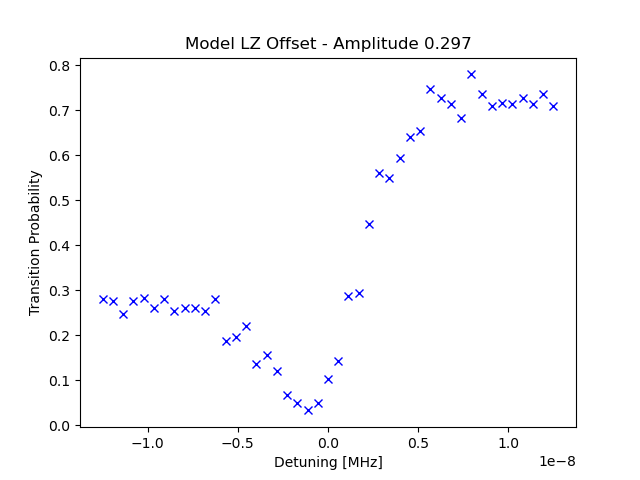 Model LZ Offset - Amplitude 0.297
0.8
0.7
0.6
0.5
0.4
0.3
0.2
0.1
0.0
Transition Probability
−1.0 −0.5 0.0 0.5 1.0
1e−8
Detuning [MHz]